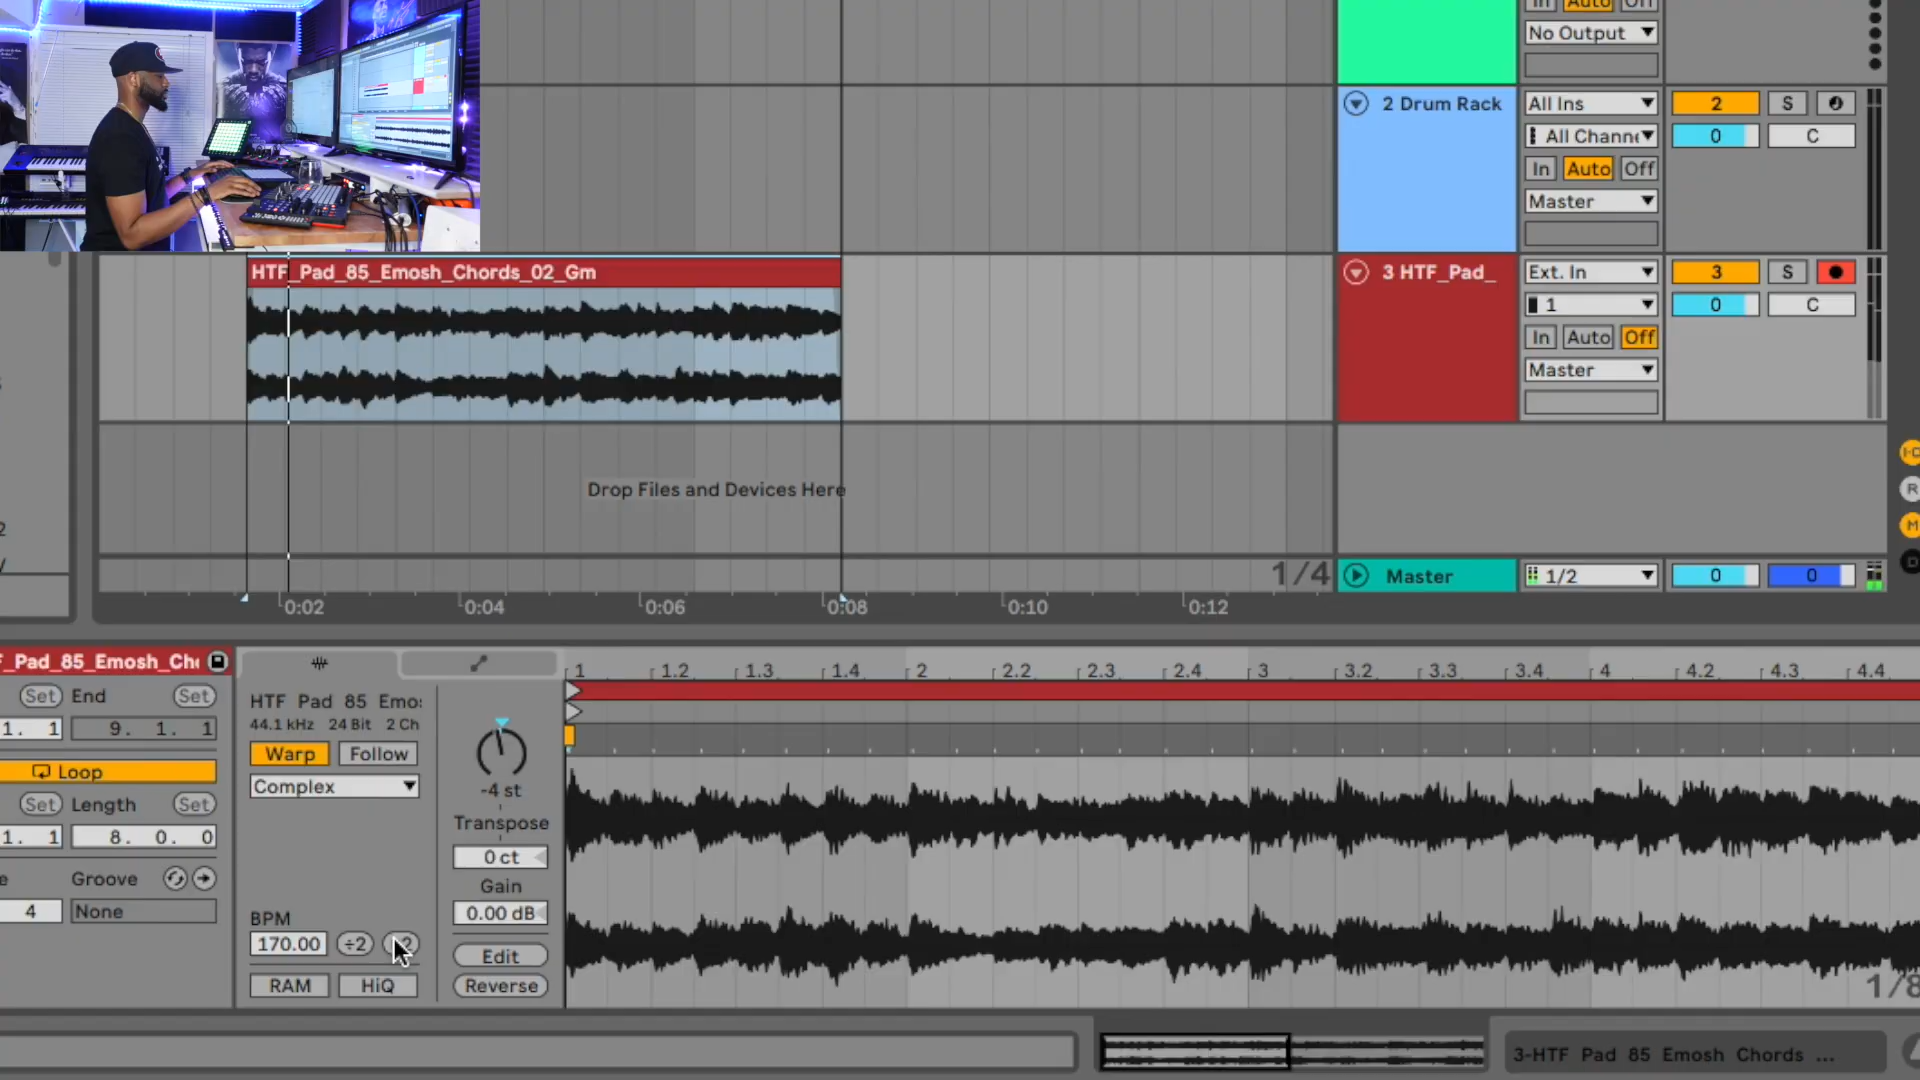 In Auto Off
No Output
2 Drum Rack All Ins 2 S
All Channe 0 C
In Auto Off
Master
HTF_Pad_85_Emosh_Chords_02_Gm
3 HTF_Pad_ Ext. In 3 S
1 0 C
In Auto Off
Master
Drop Files and Devices Here
1/4 Master 1/2 0 0
0:02 0:04 0:06 0:08 0:10 0:12
R
M
D
F_Pad_85_Emosh_Cho
Set End Set
1. 1 9. 1. 1
Loop
Set Length Set
1. 1 8. 0. 0
e Groove
4 None
HTF Pad 85 Emos
44.1 kHz 24 Bit 2 Ch
Warp Follow
Complex
BPM
170.00 ÷2
RAM HiQ
-4 st
Transpose
0 ct
Gain
0.00 dB
Edit
Reverse
1 1.2 1.3 1.4 2 2.2 2.3 2.4 3 3.2 3.3 3.4 4 4.2 4.3 4.4
1/8
3-HTF Pad 85 Emosh Chords ...